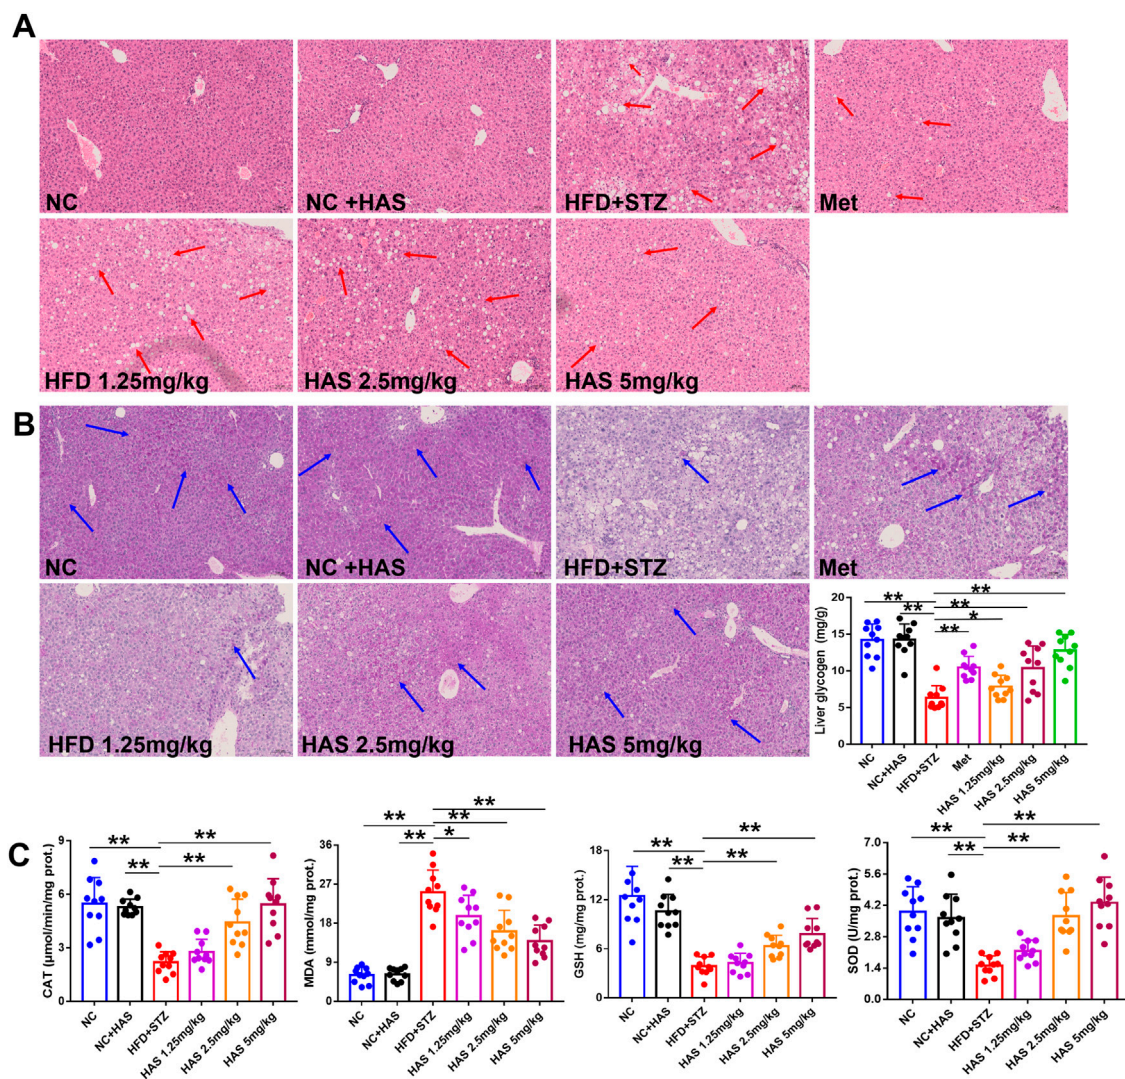 A
NC
NC +HAS
HFD+STZ
Met
HFD 1.25mg/kg
HAS 2.5mg/kg
HAS 5mg/kg
B
NC
NC +HAS
HFD+STZ
Met
HFD 1.25mg/kg
HAS 2.5mg/kg
HAS 5mg/kg
Liver glycogen (mg/g)
20
15
10
5
0
**
**
**
*
**
**
NC
NC+HAS
HFD+STZ
Met
HAS 1.25mg/kg
HAS 2.5mg/kg
HAS 5mg/kg
C
CAT (μmol/min/mg prot.)
9
6
3
0
**
**
**
**
NC
NC+HAS
HFD+STZ
HAS 1.25mg/kg
HAS 2.5mg/kg
HAS 5mg/kg
MDA (mmol/mg prot.)
36
27
18
9
0
**
**
**
**
*
NC
NC+HAS
HFD+STZ
HAS 1.25mg/kg
HAS 2.5mg/kg
HAS 5mg/kg
GSH (mg/mg prot.)
18
12
6
0
**
**
**
**
NC
NC+HAS
HFD+STZ
HAS 1.25mg/kg
HAS 2.5mg/kg
HAS 5mg/kg
SOD (U/mg prot.)
7.0
5.6
4.2
2.8
1.4
0.0
**
**
**
**
NC
NC+HAS
HFD+STZ
HAS 1.25mg/kg
HAS 2.5mg/kg
HAS 5mg/kg